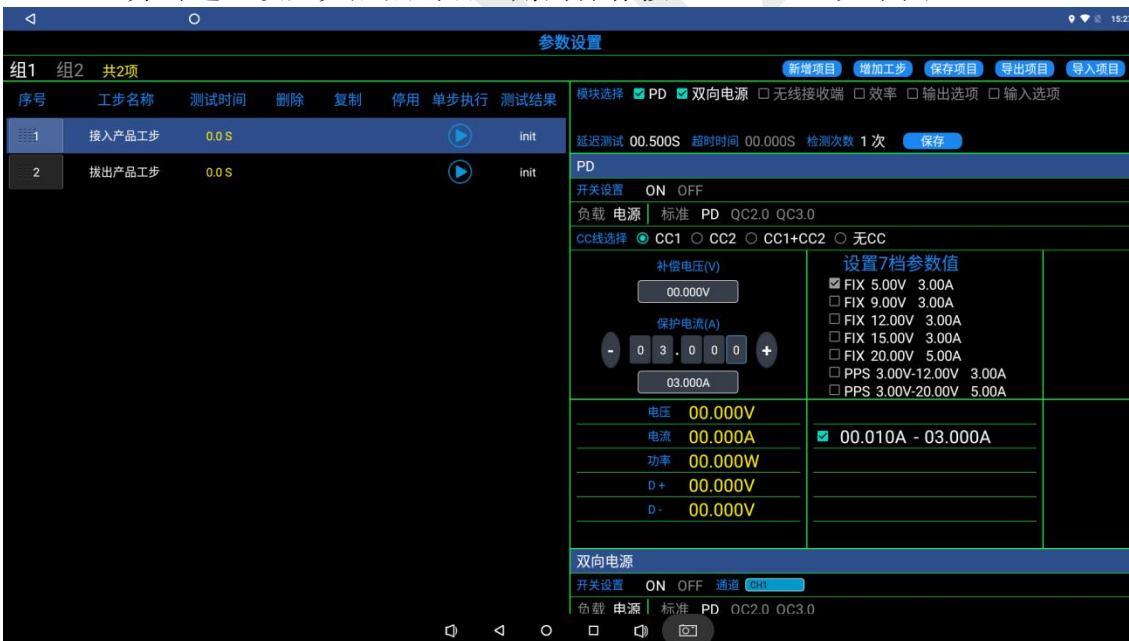 15:2
参数设置
组1 组2 共2项 新增项目 增加工步 保存项目 导出项目 导入项目
序号 工步名称 测试时间 删除 复制 停用 单步执行 测试结果
1 接入产品工步 0.0 S init
2 拔出产品工步 0.0 S init
模块选择 PD 双向电源 无线接收端 效率 输出选项 输入选项
延迟测试 00.500S 超时时间 00.000S 检测次数 1 次 保存
PD
开关设置 ON OFF
负载 电源 标准 PD QC2.0 QC3.0
CC线选择 CC1 CC2 CC1+CC2 无CC
补偿电压(V)
00.000V
保护电流(A)
- 0 3 . 0 0 0 +
03.000A
设置7档参数值
FIX 5.00V 3.00A
FIX 9.00V 3.00A
FIX 12.00V 3.00A
FIX 15.00V 3.00A
FIX 20.00V 5.00A
PPS 3.00V-12.00V 3.00A
PPS 3.00V-20.00V 5.00A
电压 00.000V
电流 00.000A 00.010A - 03.000A
功率 00.000W
D + 00.000V
D - 00.000V
双向电源
开关设置 ON OFF 通道 CH1
负载 电源 标准 PD QC2.0 QC3.0